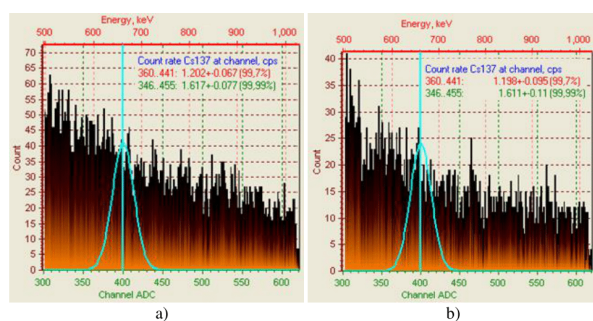 Energy, keV
500 600 700 800 900 1,000
Count rate Cs137 at channel, cps
360..441: 1.202+-0.067 (99,7%)
346..455: 1.617+-0.077 (99,99%)
70
65
60
55
50
45
40
35
30
25
20
15
10
5
0
Count
300 350 400 450 500 550 600
Channel ADC
a)
Energy, keV
500 600 700 800 900 1,000
Count rate Cs137 at channel, cps
360..441: 1.198+-0.095 (99,7%)
346..455: 1.611+-0.11 (99,99%)
40
35
30
25
20
15
10
5
0
Count
300 350 400 450 500 550 600
Channel ADC
b)